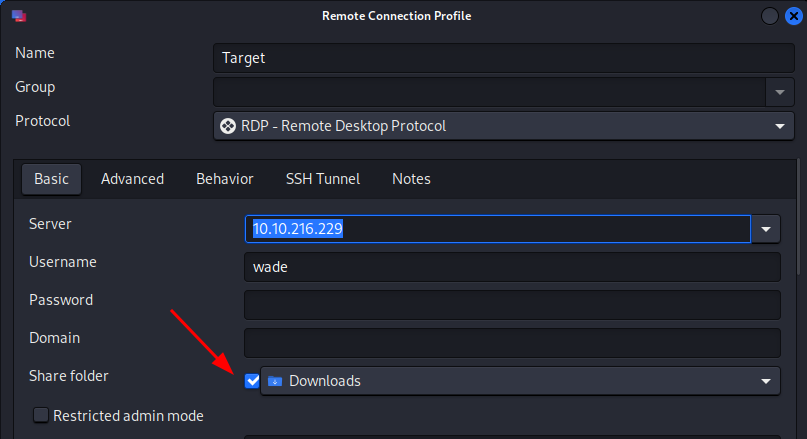 Remote Connection Profile
Name Target
Group
Protocol RDP - Remote Desktop Protocol
Basic Advanced Behavior SSH Tunnel Notes
Server 10.10.216.229
Username wade
Password
Domain
Share folder Downloads
Restricted admin mode